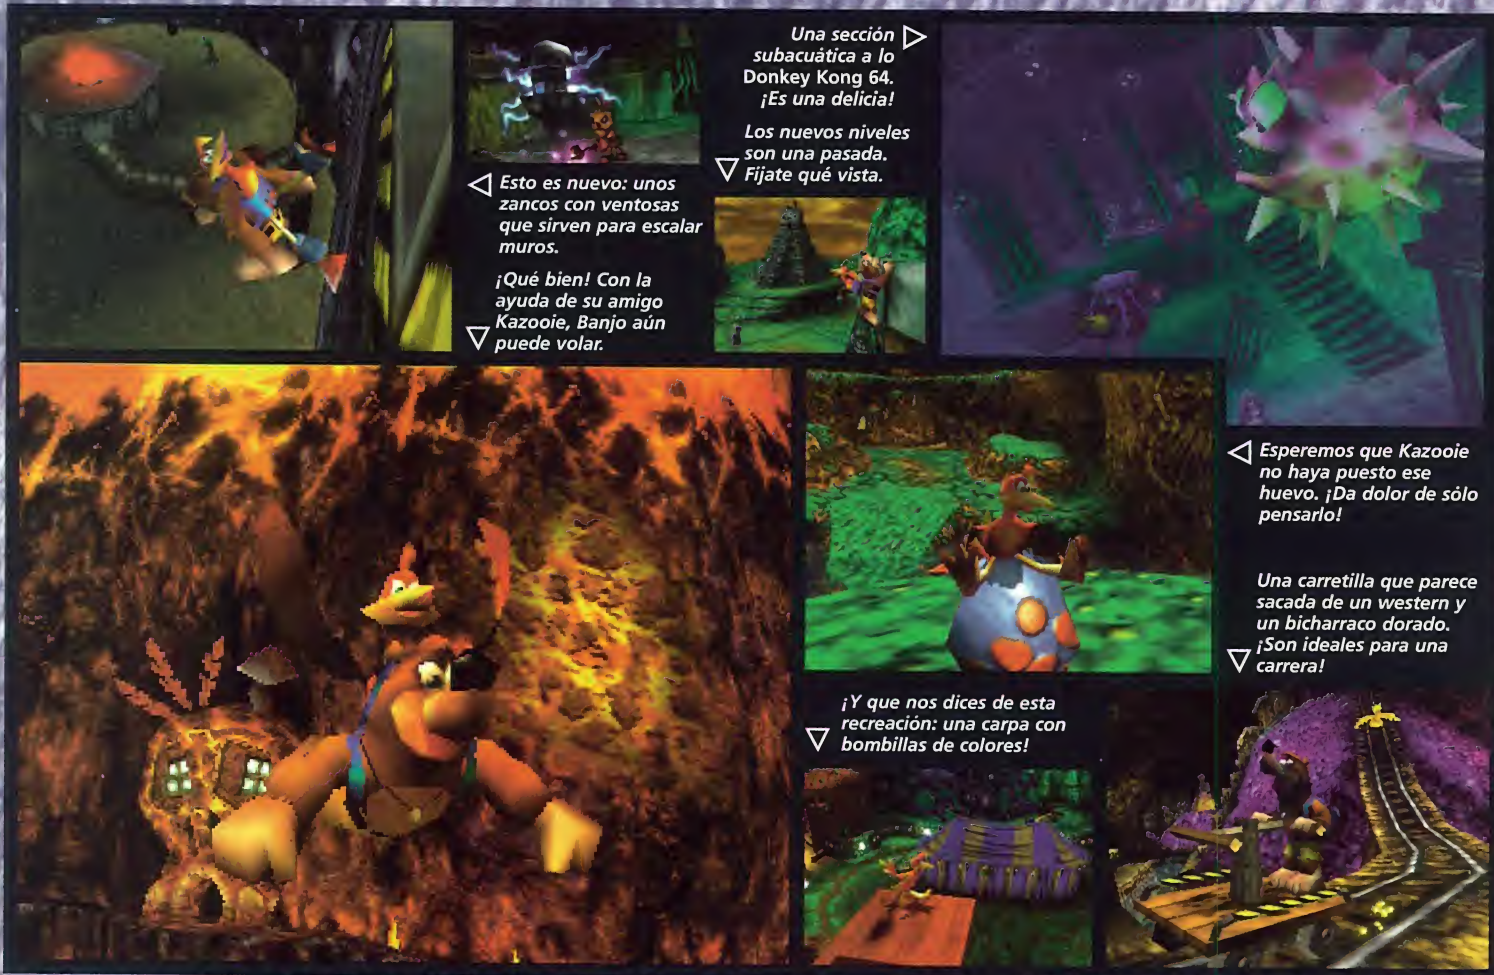 Una sección
subacuática a lo
Donkey Kong 64.
¡Es una delicia!
Los nuevos niveles
son una pasada.
Fíjate qué vista.
Esto es nuevo: unos
zancos con ventosas
que sirven para escalar
muros.
¡Qué bien! Con la
ayuda de su amigo
Kazooie, Banjo aún
puede volar.
Esperemos que Kazooie
no haya puesto ese
huevo. ¡Da dolor de sólo
pensarlo!
Una carretilla que parece
sacada de un western y
un bicharraco dorado.
¡Son ideales para una
carrera!
¡Y que nos dices de esta
recreación: una carpa con
bombillas de colores!